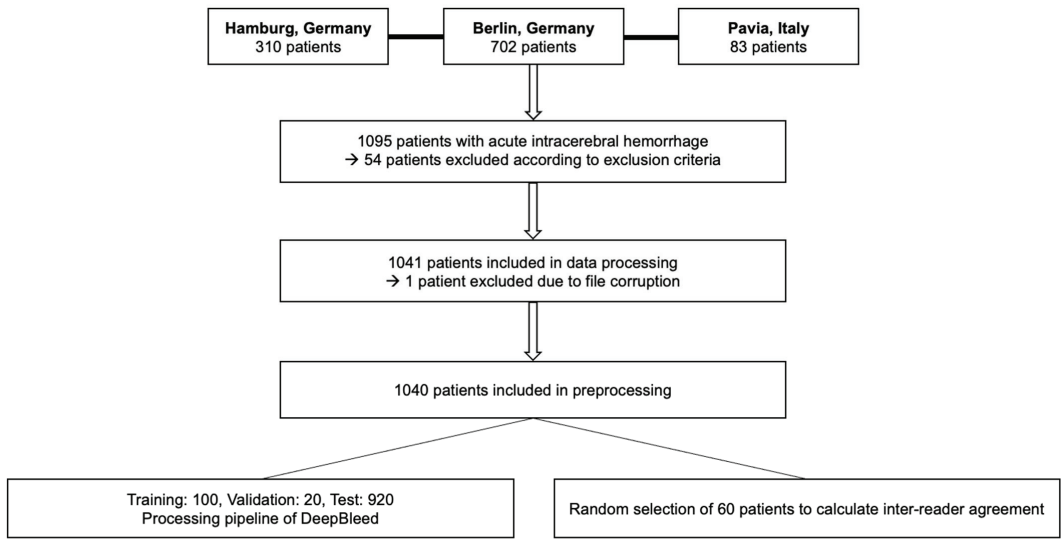 Hamburg, Germany
310 patients
Berlin, Germany
702 patients
Pavia, Italy
83 patients
1095 patients with acute intracerebral hemorrhage
→ 54 patients excluded according to exclusion criteria
1041 patients included in data processing
→ 1 patient excluded due to file corruption
1040 patients included in preprocessing
Training: 100, Validation: 20, Test: 920
Processing pipeline of DeepBleed
Random selection of 60 patients to calculate inter-reader agreement